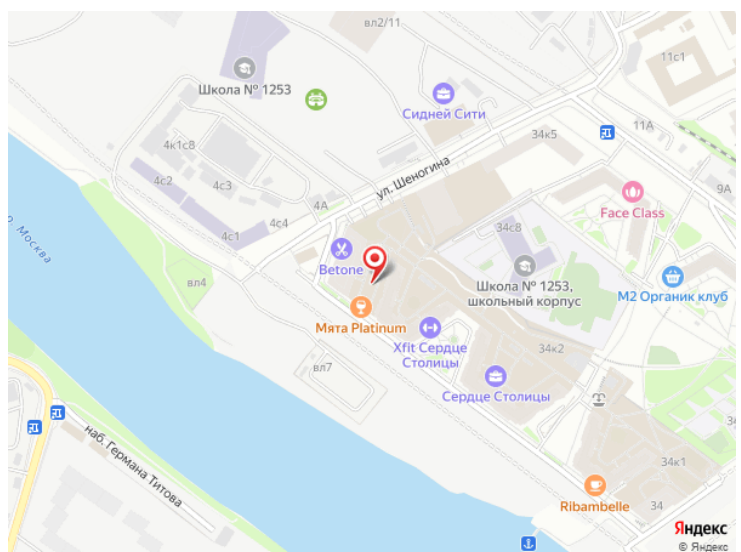 вл2/11
11с1
Школа № 1253
Сидней Сити
4к1с8
34к5
11А
ул. Шеногина
4с2
4с3
4А
9А
Face Class
4с4
4с1
34с8
р. Москва
Betone
Школа № 1253,
школьный корпус
вл4
М2 Органик клуб
Мята Platinum
Xfit Сердце
Столицы
34к2
вл7
Сердце Столицы
наб. Германа Титова
34к1
Ribambelle
34
Яндекс
© Яндекс